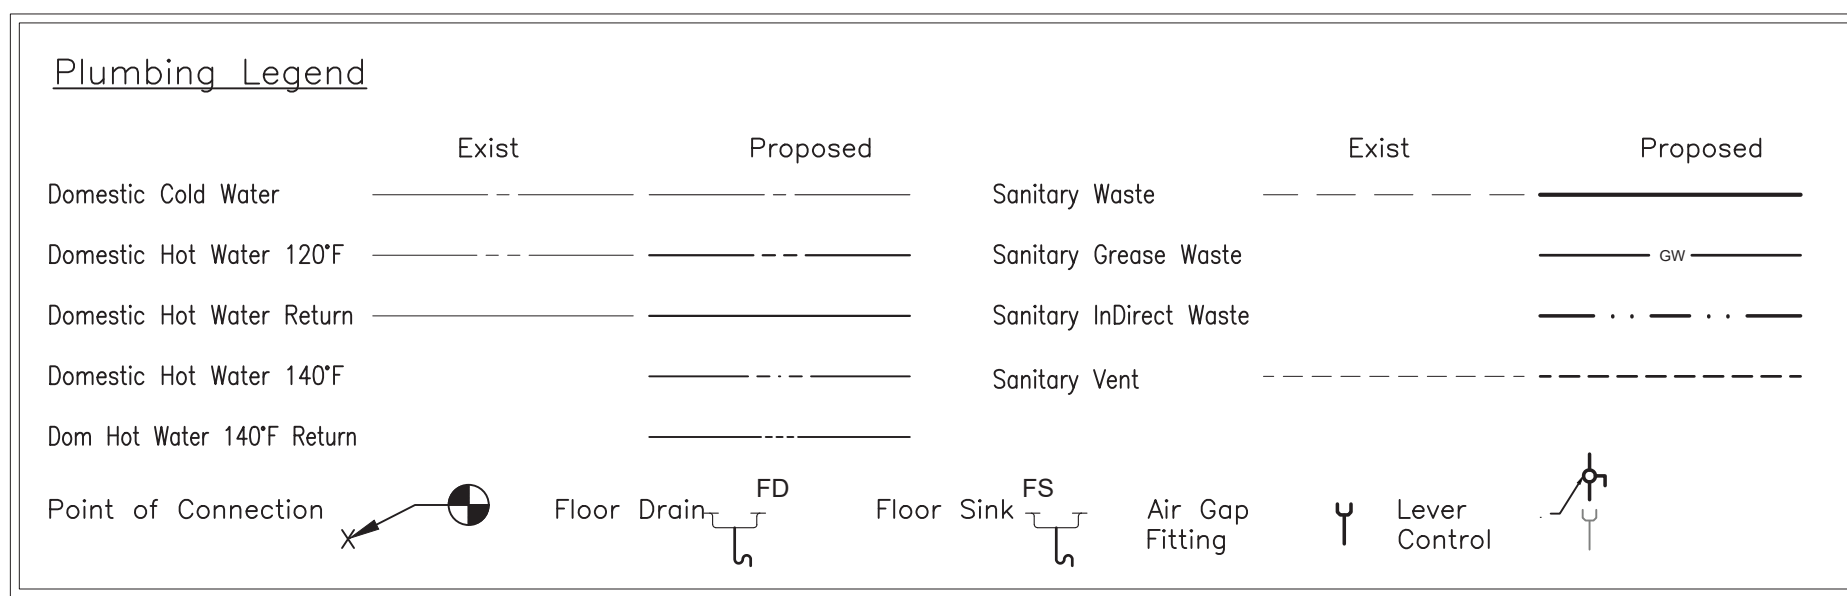 Plumbing Legend
Exist Proposed Exist Proposed
Domestic Cold Water Sanitary Waste
Domestic Hot Water 120°F Sanitary Grease Waste GW
Domestic Hot Water Return Sanitary InDirect Waste
Domestic Hot Water 140°F Sanitary Vent
Dom Hot Water 140°F Return
Point of Connection X Floor Drain FD Floor Sink FS Air Gap Lever
Fitting Control